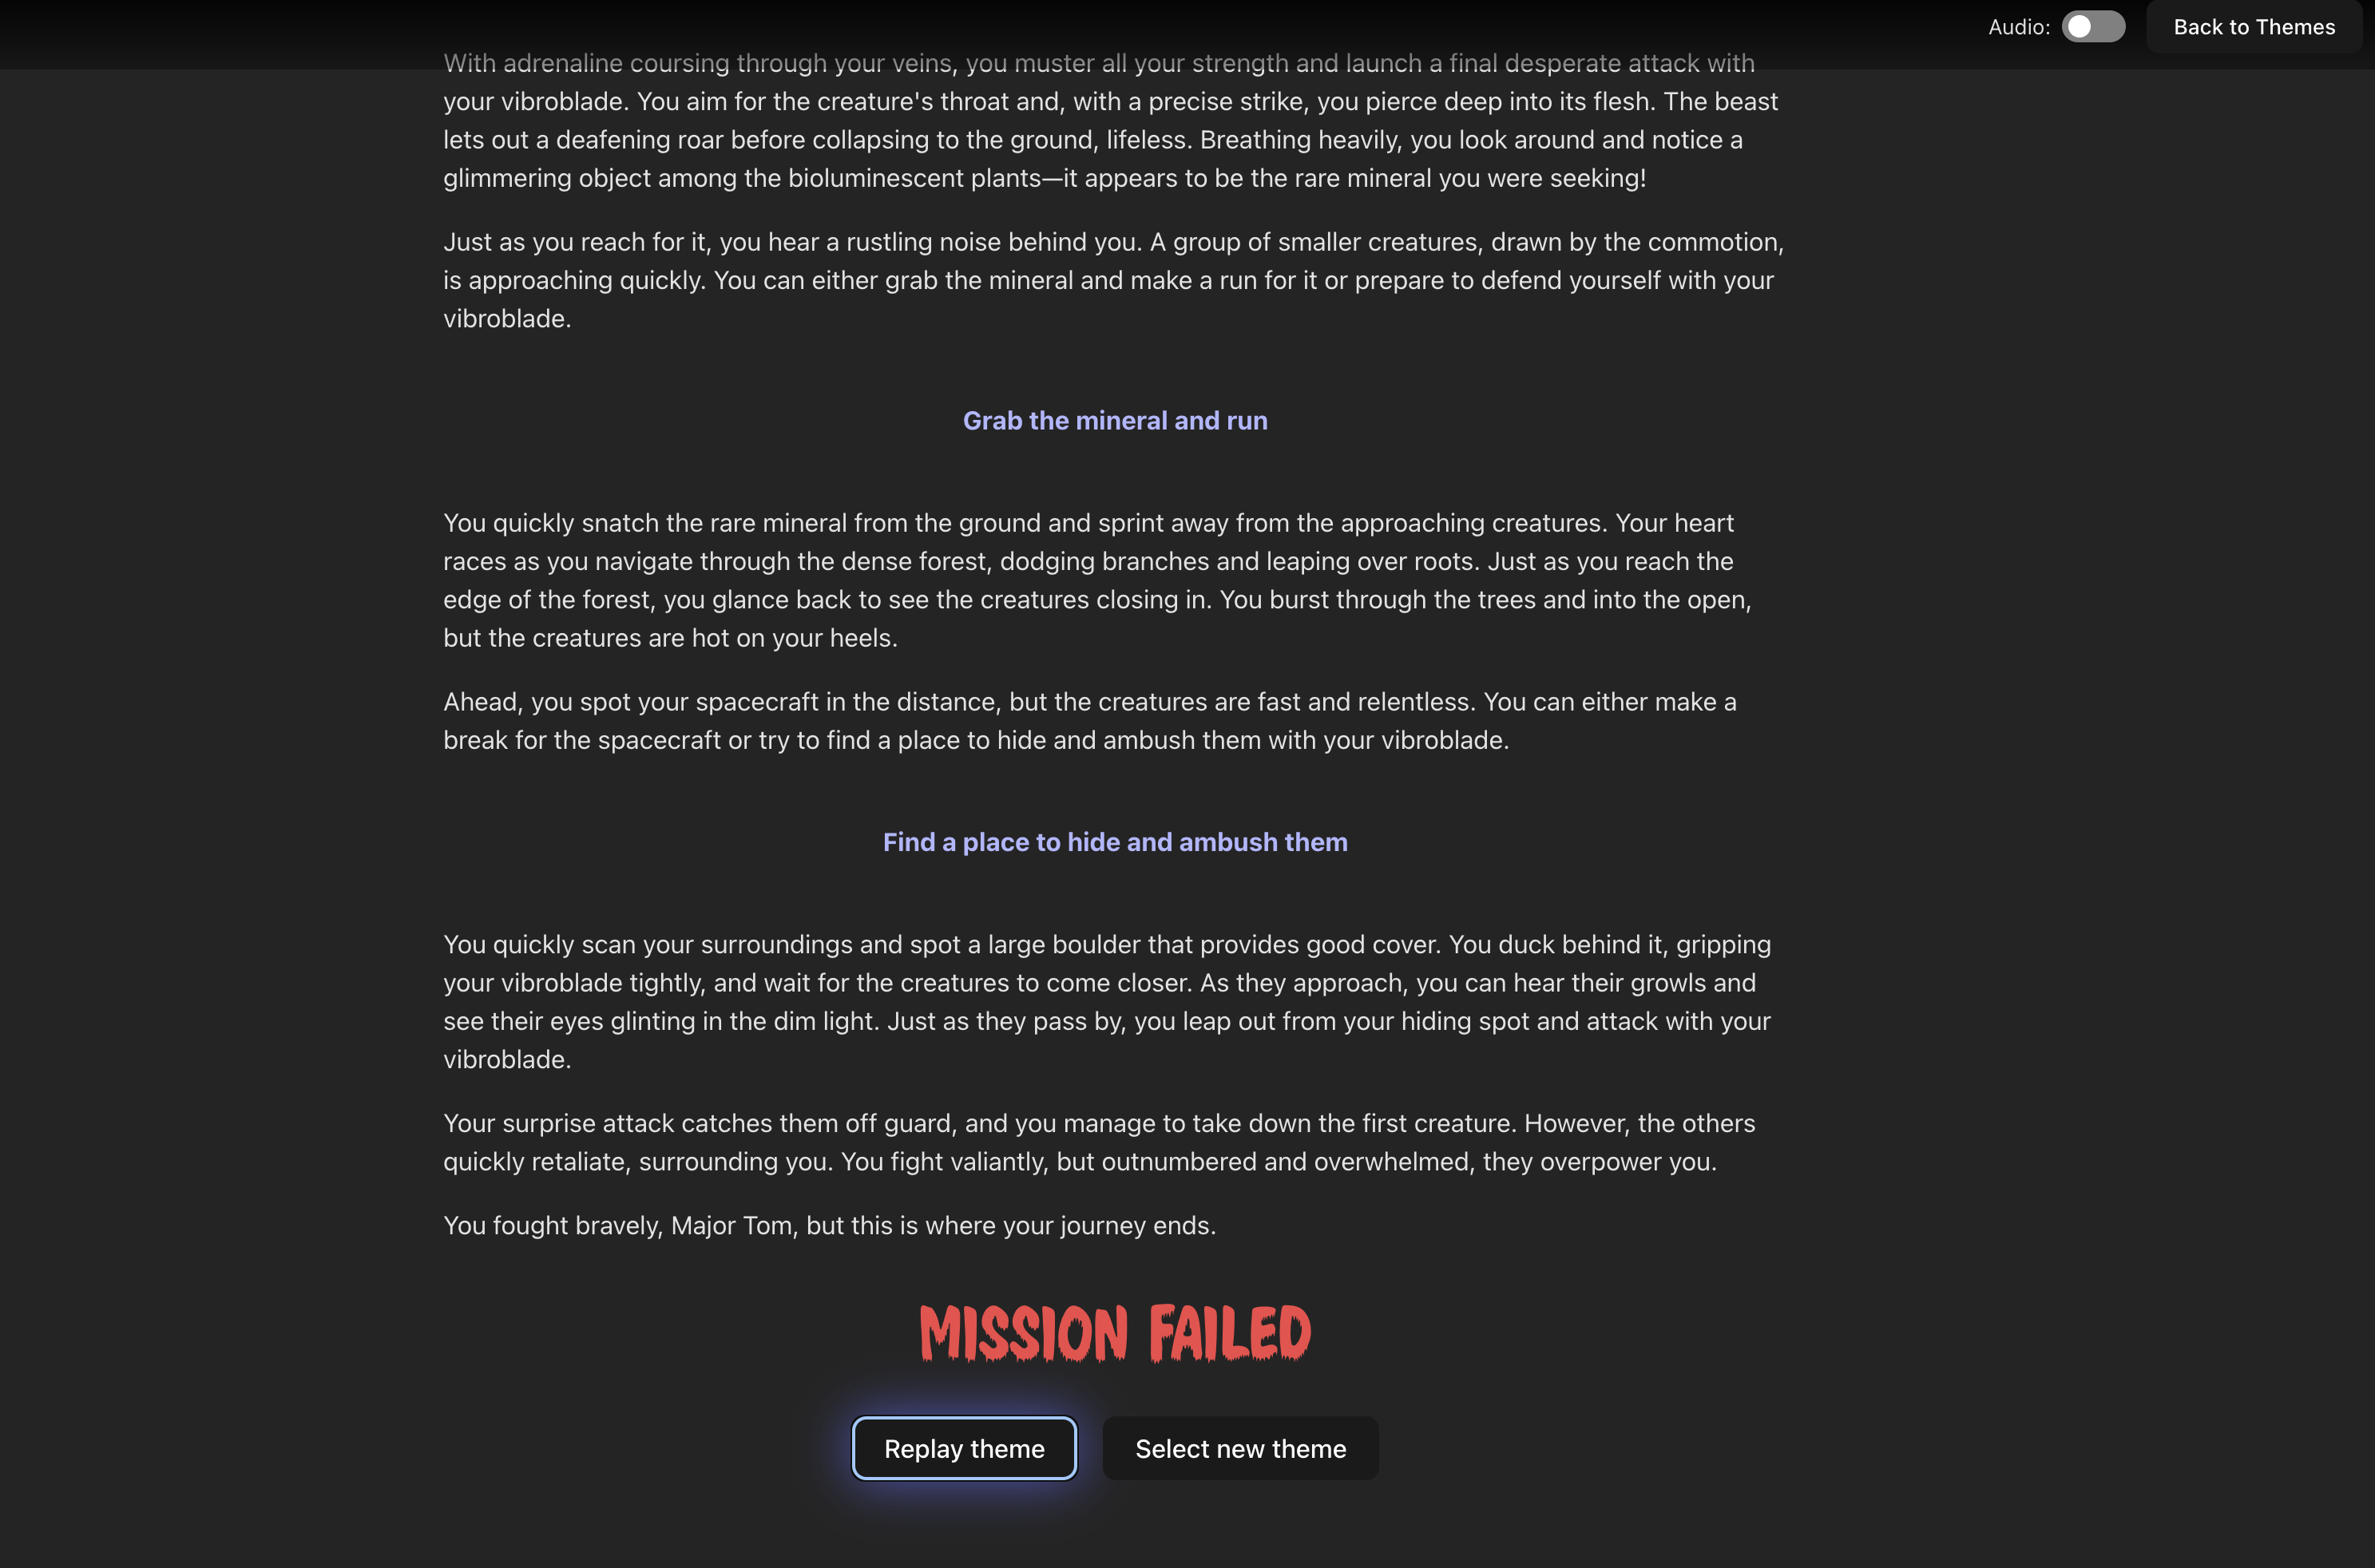 Audio:
Back to Themes
With adrenaline coursing through your veins, you muster all your strength and launch a final desperate attack with
your vibroblade. You aim for the creature's throat and, with a precise strike, you pierce deep into its flesh. The beast
lets out a deafening roar before collapsing to the ground, lifeless. Breathing heavily, you look around and notice a
glimmering object among the bioluminescent plants—it appears to be the rare mineral you were seeking!
Just as you reach for it, you hear a rustling noise behind you. A group of smaller creatures, drawn by the commotion,
is approaching quickly. You can either grab the mineral and make a run for it or prepare to defend yourself with your
vibroblade.
Grab the mineral and run
You quickly snatch the rare mineral from the ground and sprint away from the approaching creatures. Your heart
races as you navigate through the dense forest, dodging branches and leaping over roots. Just as you reach the
edge of the forest, you glance back to see the creatures closing in. You burst through the trees and into the open,
but the creatures are hot on your heels.
Ahead, you spot your spacecraft in the distance, but the creatures are fast and relentless. You can either make a
break for the spacecraft or try to find a place to hide and ambush them with your vibroblade.
Find a place to hide and ambush them
You quickly scan your surroundings and spot a large boulder that provides good cover. You duck behind it, gripping
your vibroblade tightly, and wait for the creatures to come closer. As they approach, you can hear their growls and
see their eyes glinting in the dim light. Just as they pass by, you leap out from your hiding spot and attack with your
vibroblade.
Your surprise attack catches them off guard, and you manage to take down the first creature. However, the others
quickly retaliate, surrounding you. You fight valiantly, but outnumbered and overwhelmed, they overpower you.
You fought bravely, Major Tom, but this is where your journey ends.
MISSION FAILED
Replay theme
Select new theme